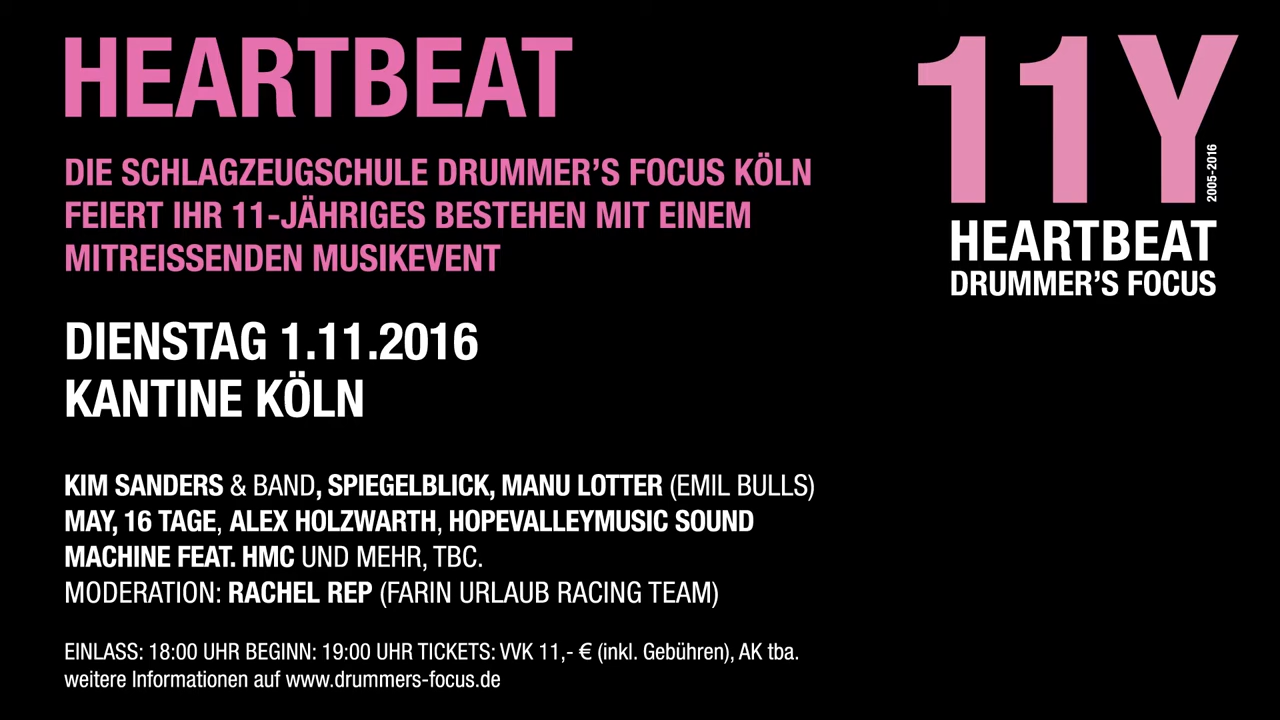 HEARTBEAT
DIE SCHLAGZEUGSCHULE DRUMMER’S FOCUS KÖLN
FEIERT IHR 11-JÄHRIGES BESTEHEN MIT EINEM
MITREISSENDEN MUSIKEVENT
DIENSTAG 1.11.2016
KANTINE KÖLN
KIM SANDERS & BAND, SPIEGELBLICK, MANU LOTTER (EMIL BULLS)
MAY, 16 TAGE, ALEX HOLZWARTH, HOPEVALLEYMUSIC SOUND
MACHINE FEAT. HMC UND MEHR, TBC.
MODERATION: RACHEL REP (FARIN URLAUB RACING TEAM)
EINLASS: 18:00 UHR BEGINN: 19:00 UHR TICKETS: VVK 11,- € (inkl. Gebühren), AK tba.
weitere Informationen auf www.drummers-focus.de
11Y
2005-2016
HEARTBEAT
DRUMMER’S FOCUS